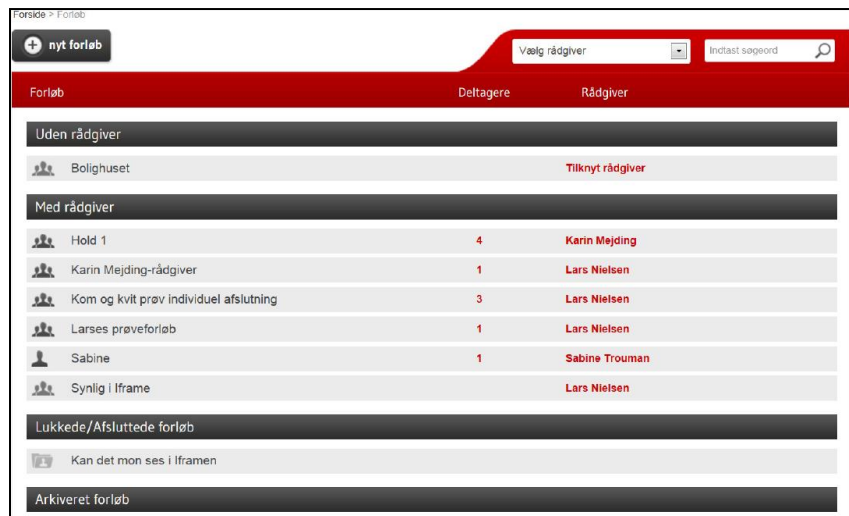 Forside > Forløb
nyt forløb
Vælg rådgiver
Indtast søgeord
Forløb Deltagere Rådgiver
Uden rådgiver
Bolighuset Tilknyt rådgiver
Med rådgiver
Hold 1 4 Karin Mejding
Karin Mejding-rådgiver 1 Lars Nielsen
Kom og kvit prøv individuel afslutning 3 Lars Nielsen
Larses prøveforløb 1 Lars Nielsen
Sabine 1 Sabine Trouman
Synlig i Iframe Lars Nielsen
Lukkede/Afsluttede forløb
Kan det mon ses i Iframen
Arkiveret forløb